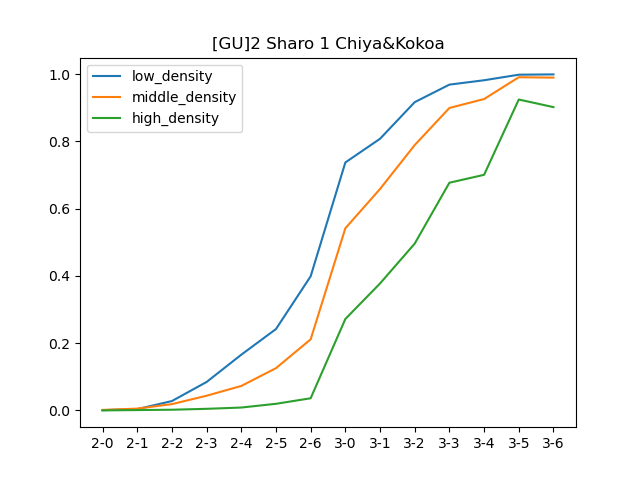 [GU]2 Sharo 1 Chiya&Kokoa
low_density
middle_density
high_density
1.0
0.8
0.6
0.4
0.2
0.0
2-0 2-1 2-2 2-3 2-4 2-5 2-6 3-0 3-1 3-2 3-3 3-4 3-5 3-6